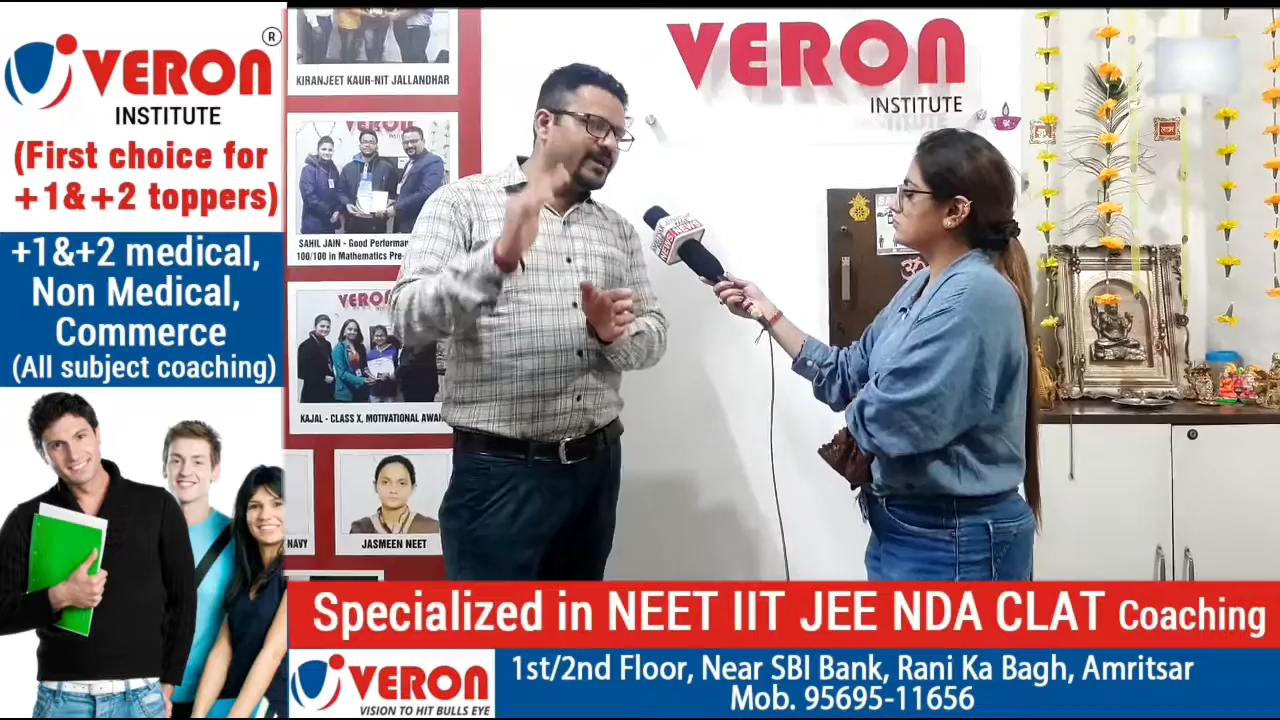 VERON ®
INSTITUTE
(First choice for
+1&+2 toppers)
+1&+2 medical,
Non Medical,
Commerce
(All subject coaching)
KIRANJEET KAUR-NIT JALLANDHAR
SAHIL JAIN - Good Performan
100/100 in Mathematics Pre-
VERON
KAJAL - CLASS X, MOTIVATIONAL AWA
NAVY
JASMEEN NEET
VERON
INSTITUTE
NEWS
Specialized in NEET IIT JEE NDA CLAT Coaching
VERON
VISION TO HIT BULLS EYE
1st/2nd Floor, Near SBI Bank, Rani Ka Bagh, Amritsar
Mob. 95695-11656